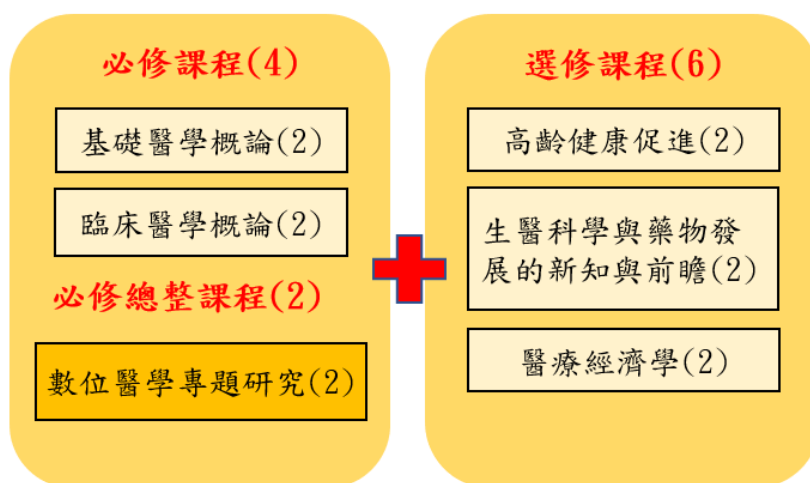 必修課程(4)
基礎醫學概論(2)
臨床醫學概論(2)
必修總整課程(2)
數位醫學專題研究(2)
選修課程(6)
高齡健康促進(2)
生醫科學與藥物發
展的新知與前瞻(2)
醫療經濟學(2)